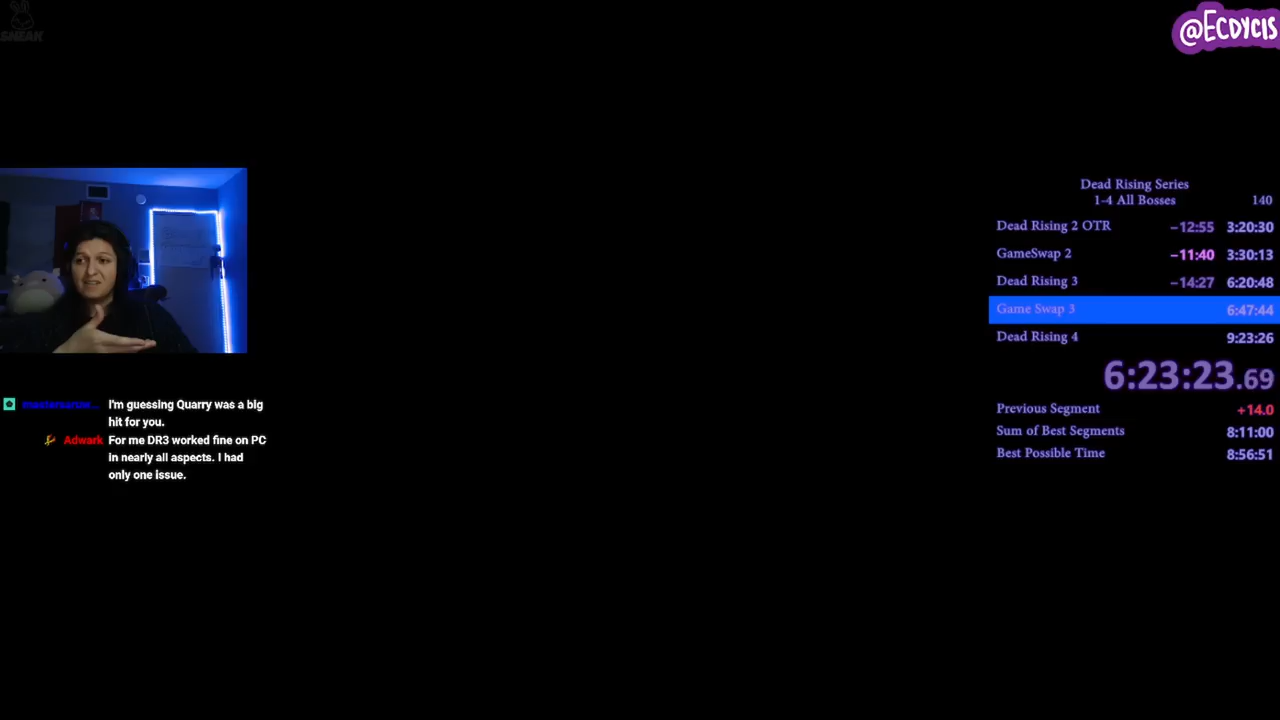 SNEAK
@ECDYCIS
Dead Rising Series
1-4 All Bosses 140
Dead Rising 2 OTR −12:55 3:20:30
GameSwap 2 −11:40 3:30:13
Dead Rising 3 −14:27 6:20:48
Game Swap 3 6:47:44
Dead Rising 4 9:23:26
6:23:23.69
Previous Segment +14.0
Sum of Best Segments 8:11:00
Best Possible Time 8:56:51
I'm guessing Quarry was a big
hit for you.
Adwark For me DR3 worked fine on PC
in nearly all aspects. I had
only one issue.